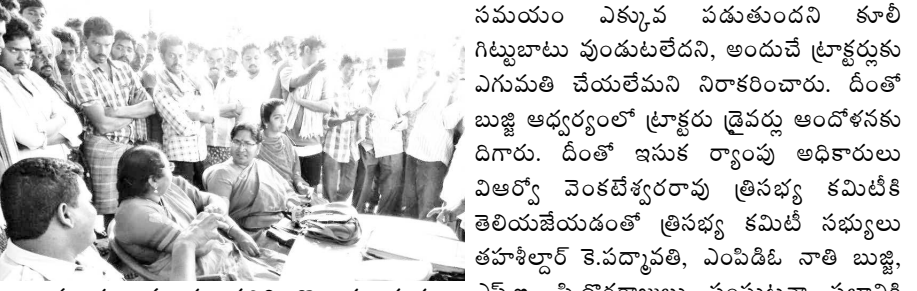 సమయం ఎక్కువ పడుతుందని కూలీ
గిట్టుబాటు వుండుటలేదని, అందుచే ట్రాక్టర్లుకు
ఎగుమతి చేయలేమని నిరాకరించారు. దీంతో
బుజ్జి ఆధ్వర్యంలో ట్రాక్టరు డ్రైవర్లు ఆందోళనకు
దిగారు. దీంతో ఇసుక ర్యాంపు అధికారులు
విఆర్వో వెంకటేశ్వరరావు త్రిసభ్య కమిటీకి
తెలియజేయడంతో త్రిసభ్య కమిటీ సభ్యులు
తహశీల్దార్ కె.పద్మావతి, ఎంపిడిఓ నాతి బుజ్జి,